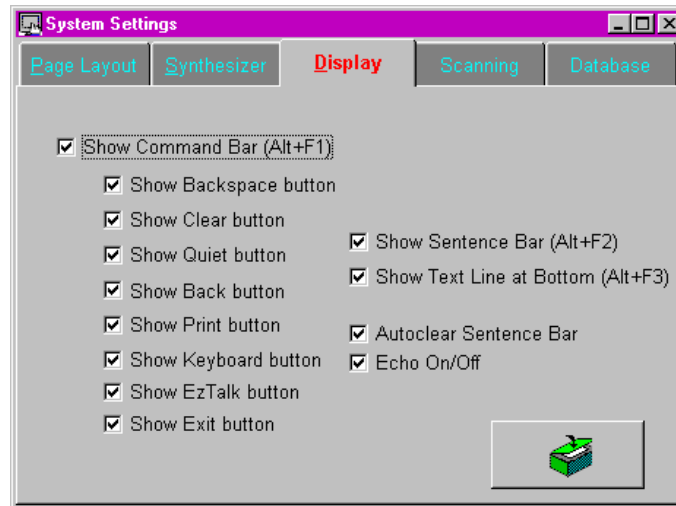 System Settings
Page Layout Synthesizer Display Scanning Database
Show Command Bar (Alt+F1)
Show Backspace button
Show Clear button
Show Quiet button
Show Back button
Show Print button
Show Keyboard button
Show EzTalk button
Show Exit button
Show Sentence Bar (Alt+F2)
Show Text Line at Bottom (Alt+F3)
Autoclear Sentence Bar
Echo On/Off